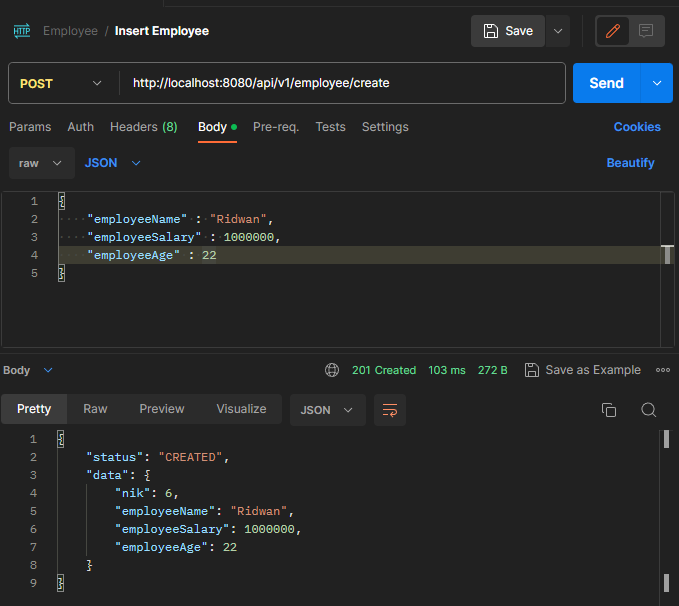 HTTP Employee / Insert Employee Save
POST http://localhost:8080/api/v1/employee/create Send
Params Auth Headers (8) Body Pre-req. Tests Settings Cookies
raw JSON Beautify
1 {
2 "employeeName" : "Ridwan",
3 "employeeSalary" : 1000000,
4 "employeeAge" : 22
5 }
Body 201 Created 103 ms 272 B Save as Example
Pretty Raw Preview Visualize JSON
1 {
2 "status": "CREATED",
3 "data": {
4 "nik": 6,
5 "employeeName": "Ridwan",
6 "employeeSalary": 1000000,
7 "employeeAge": 22
8 }
9 }